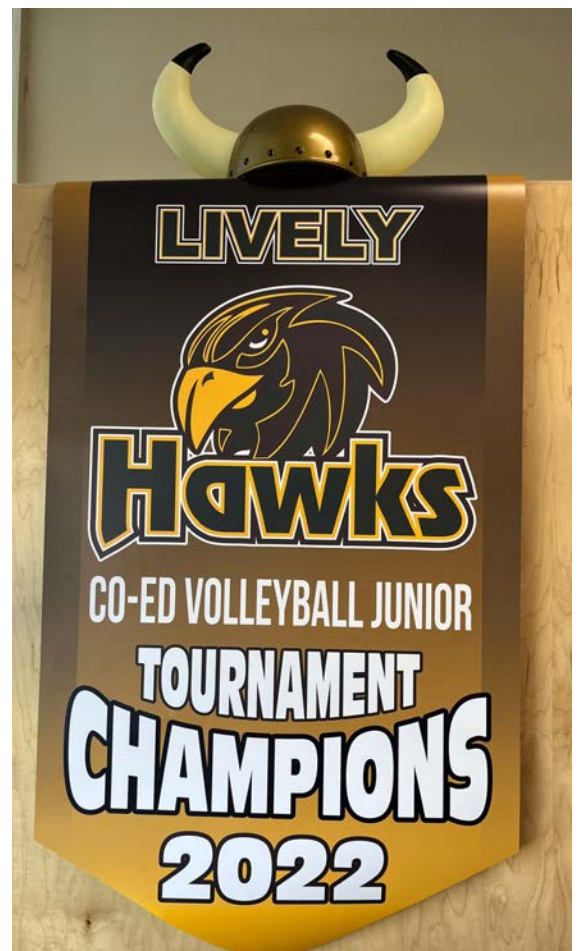 LIVELY
Hawks
CO-ED VOLLEYBALL JUNIOR
TOURNAMENT
CHAMPIONS
2022